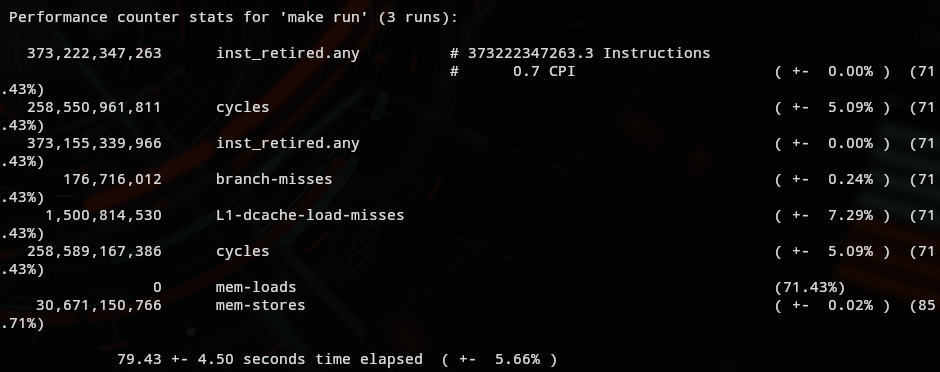 Performance counter stats for 'make run' (3 runs):
373,222,347,263 inst_retired.any # 373222347263.3 Instructions
# 0.7 CPI ( +- 0.00% ) (71
.43%)
258,550,961,811 cycles ( +- 5.09% ) (71
.43%)
373,155,339,966 inst_retired.any ( +- 0.00% ) (71
.43%)
176,716,012 branch-misses ( +- 0.24% ) (71
.43%)
1,500,814,530 L1-dcache-load-misses ( +- 7.29% ) (71
.43%)
258,589,167,386 cycles ( +- 5.09% ) (71
.43%)
0 mem-loads (71.43%)
30,671,150,766 mem-stores ( +- 0.02% ) (85
.71%)
79.43 +- 4.50 seconds time elapsed ( +- 5.66% )